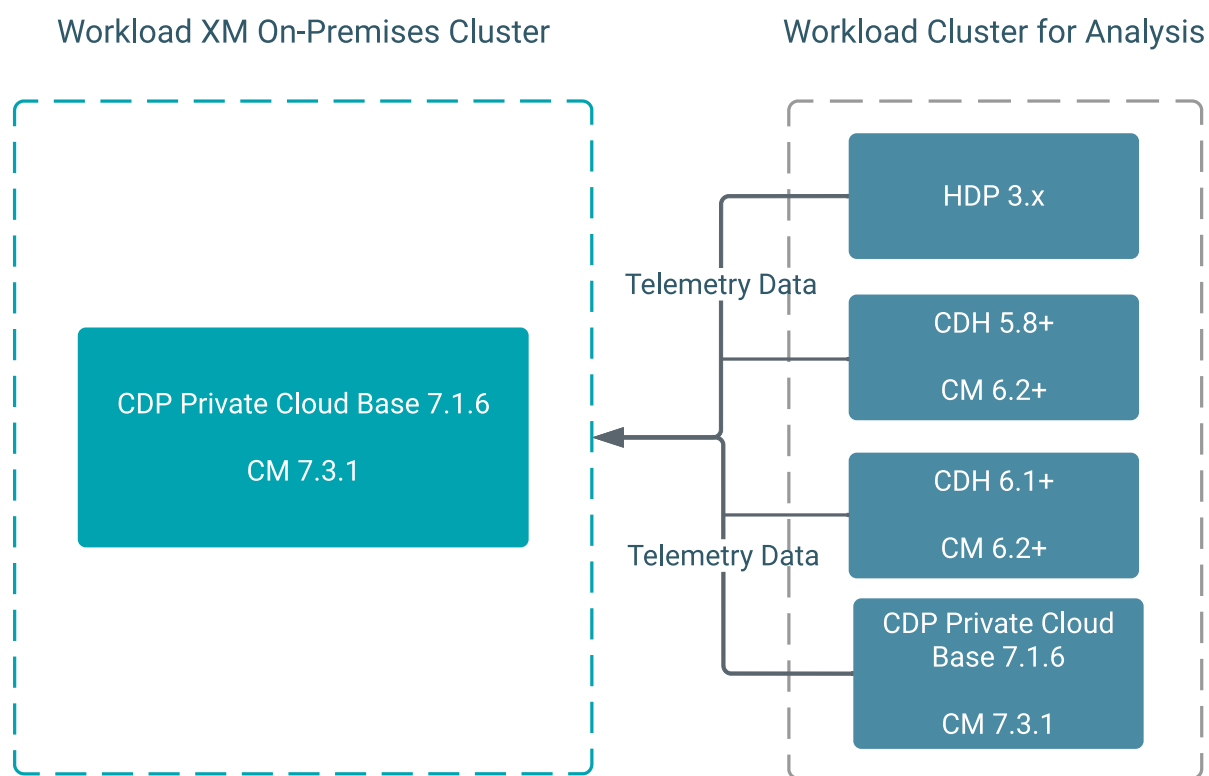 Workload XM On-Premises Cluster
Workload Cluster for Analysis
CDP Private Cloud Base 7.1.6
CM 7.3.1
Telemetry Data
Telemetry Data
HDP 3.x
CDH 5.8+
CM 6.2+
CDH 6.1+
CM 6.2+
CDP Private Cloud
Base 7.1.6
CM 7.3.1